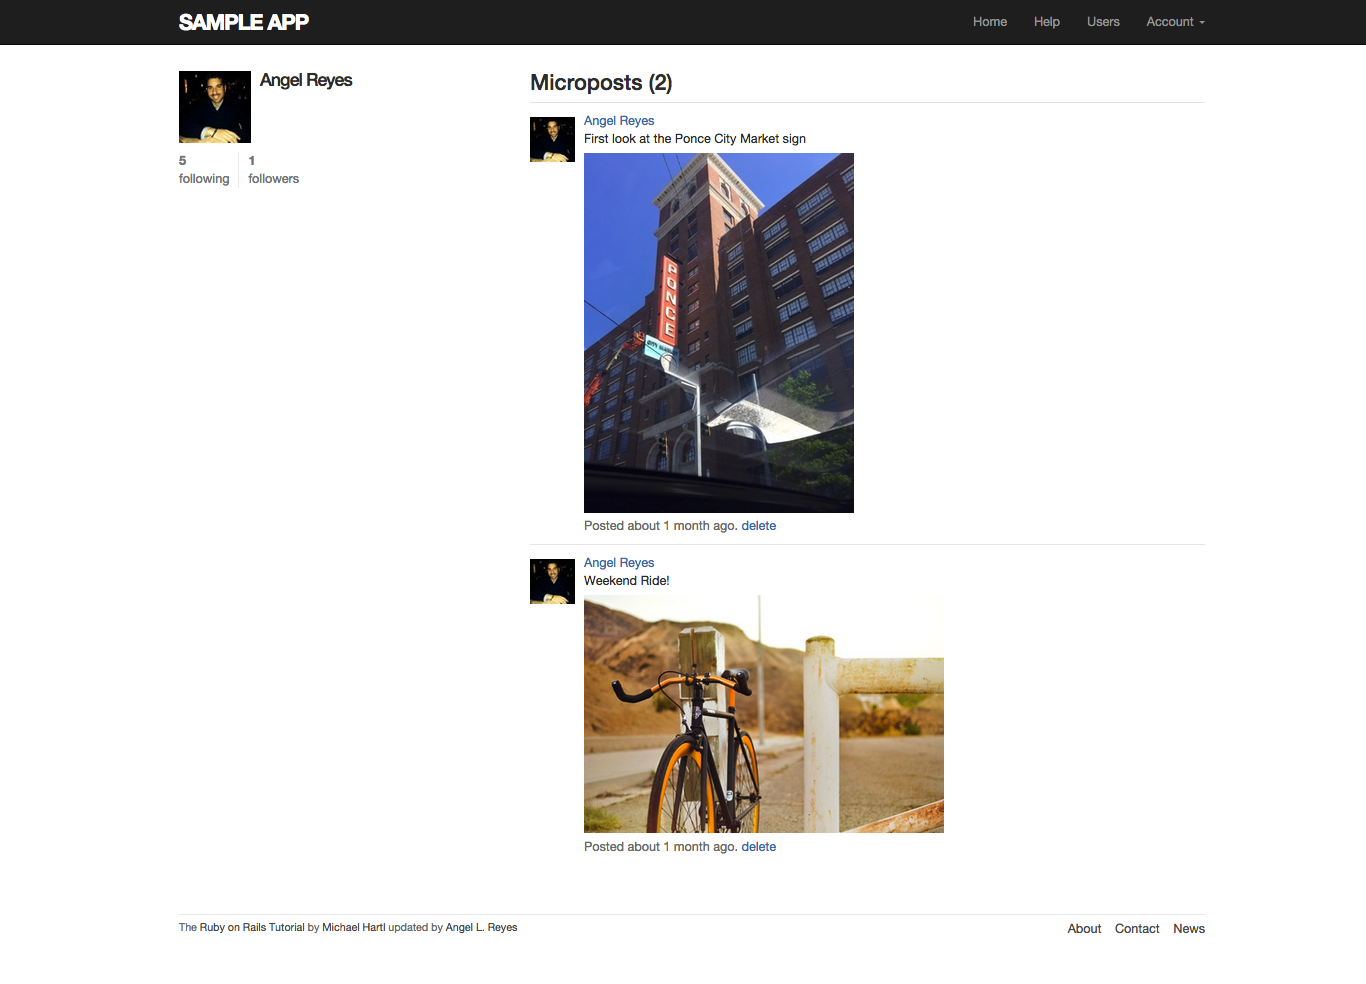 SAMPLE APP
Home Help Users Account
Angel Reyes
5 following
1 followers
Microposts (2)
Angel Reyes
First look at the Ponce City Market sign
PONCE
CITY MARKET
Posted about 1 month ago. delete
Angel Reyes
Weekend Ride!
Posted about 1 month ago. delete
The Ruby on Rails Tutorial by Michael Hartl updated by Angel L. Reyes
About Contact News